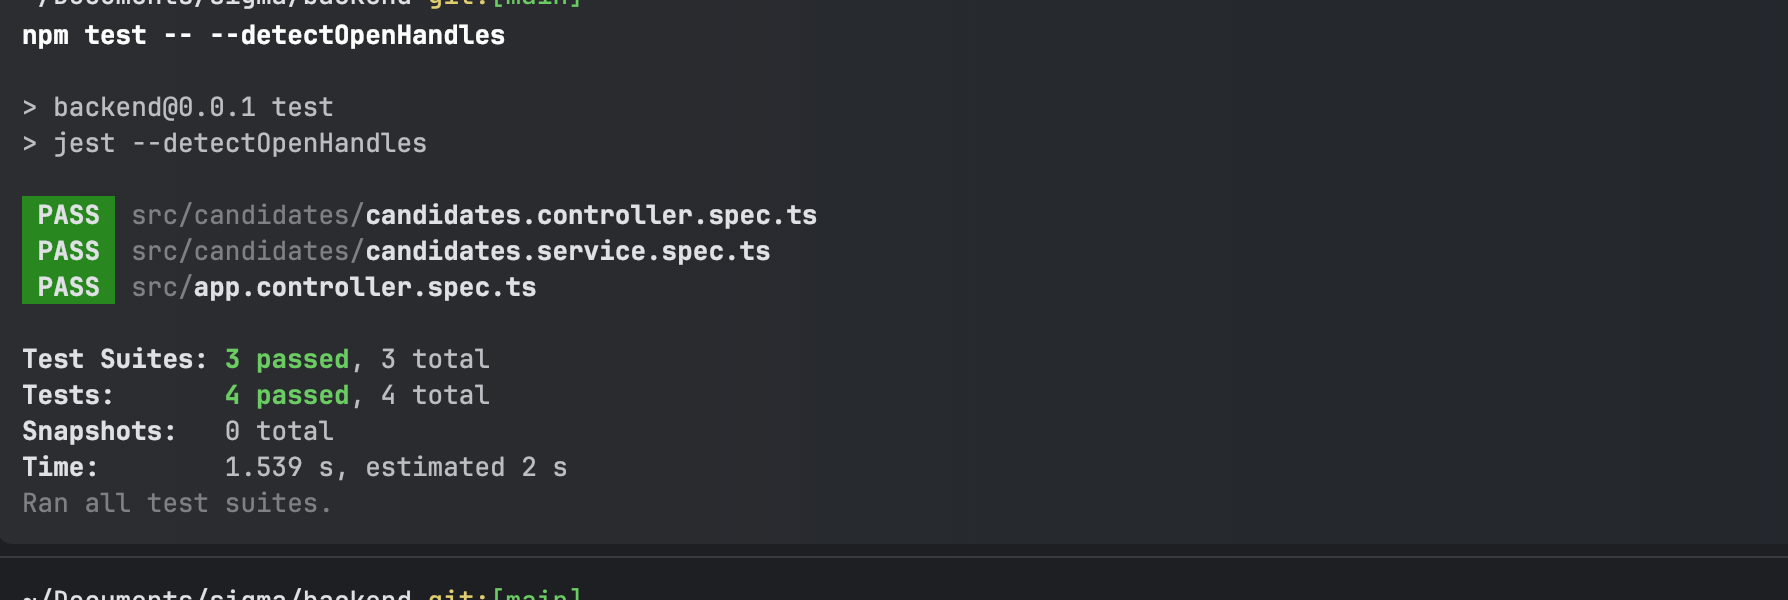 ~/Documents/sigma/backend git:[main]
npm test -- --detectOpenHandles
> backend@0.0.1 test
> jest --detectOpenHandles
PASS src/candidates/candidates.controller.spec.ts
PASS src/candidates/candidates.service.spec.ts
PASS src/app.controller.spec.ts
Test Suites: 3 passed, 3 total
Tests: 4 passed, 4 total
Snapshots: 0 total
Time: 1.539 s, estimated 2 s
Ran all test suites.
~/Documents/sigma/backend git:[main]